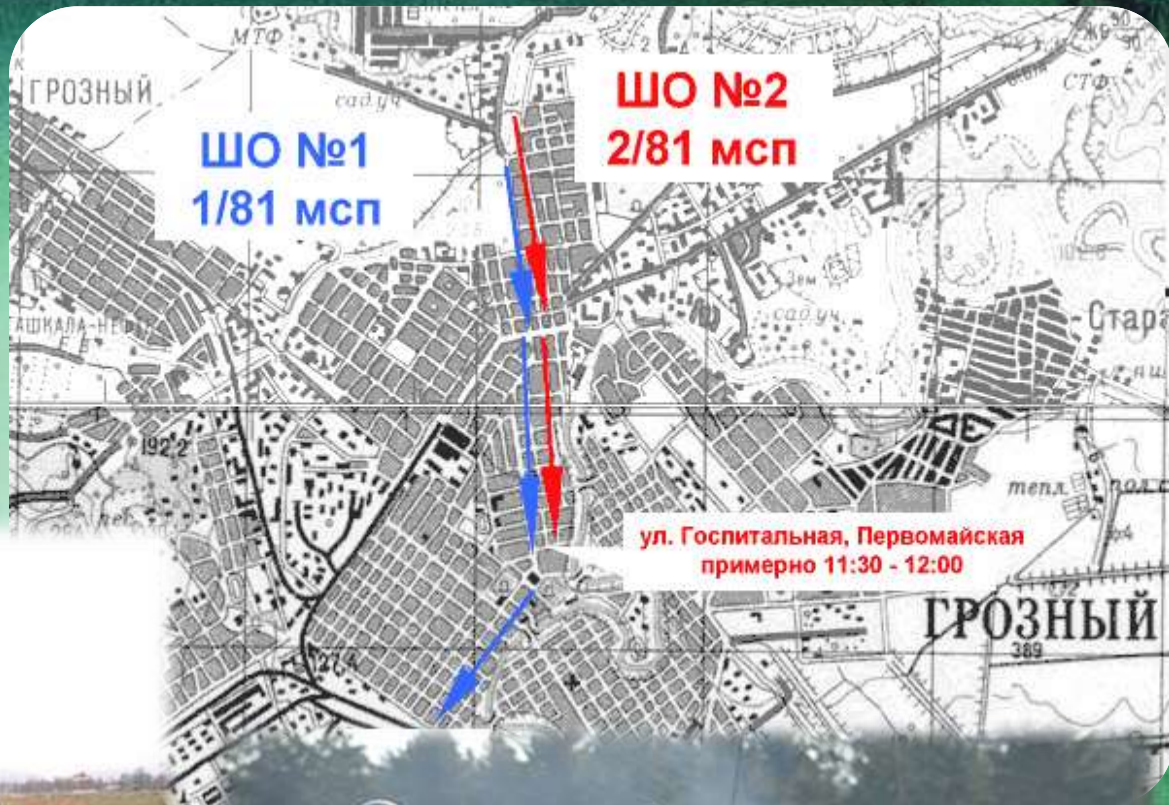 МТФ
ГРОЗНЫЙ
сад.уч.
ШО №1
1/81 мсп
ШО №2
2/81 мсп
СТФ
сад.уч.
Стара
192,2
тепл.
ул. Госпитальная, Первомайская
примерно 11:30 - 12:00
ГРОЗНЫЙ
389